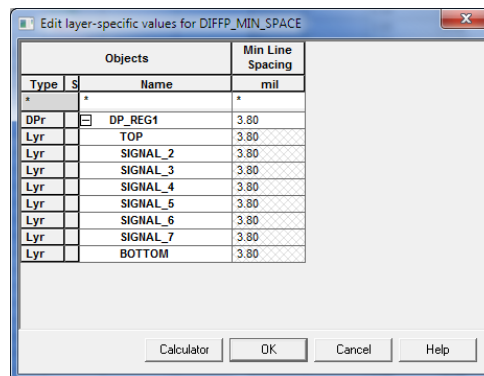 Edit layer-specific values for DIFFP_MIN_SPACE
Objects Min Line Spacing
Type S Name mil
* * *
DPr DP_REG1 3.80
Lyr TOP 3.80
Lyr SIGNAL_2 3.80
Lyr SIGNAL_3 3.80
Lyr SIGNAL_4 3.80
Lyr SIGNAL_5 3.80
Lyr SIGNAL_6 3.80
Lyr SIGNAL_7 3.80
Lyr BOTTOM 3.80
Calculator OK Cancel Help